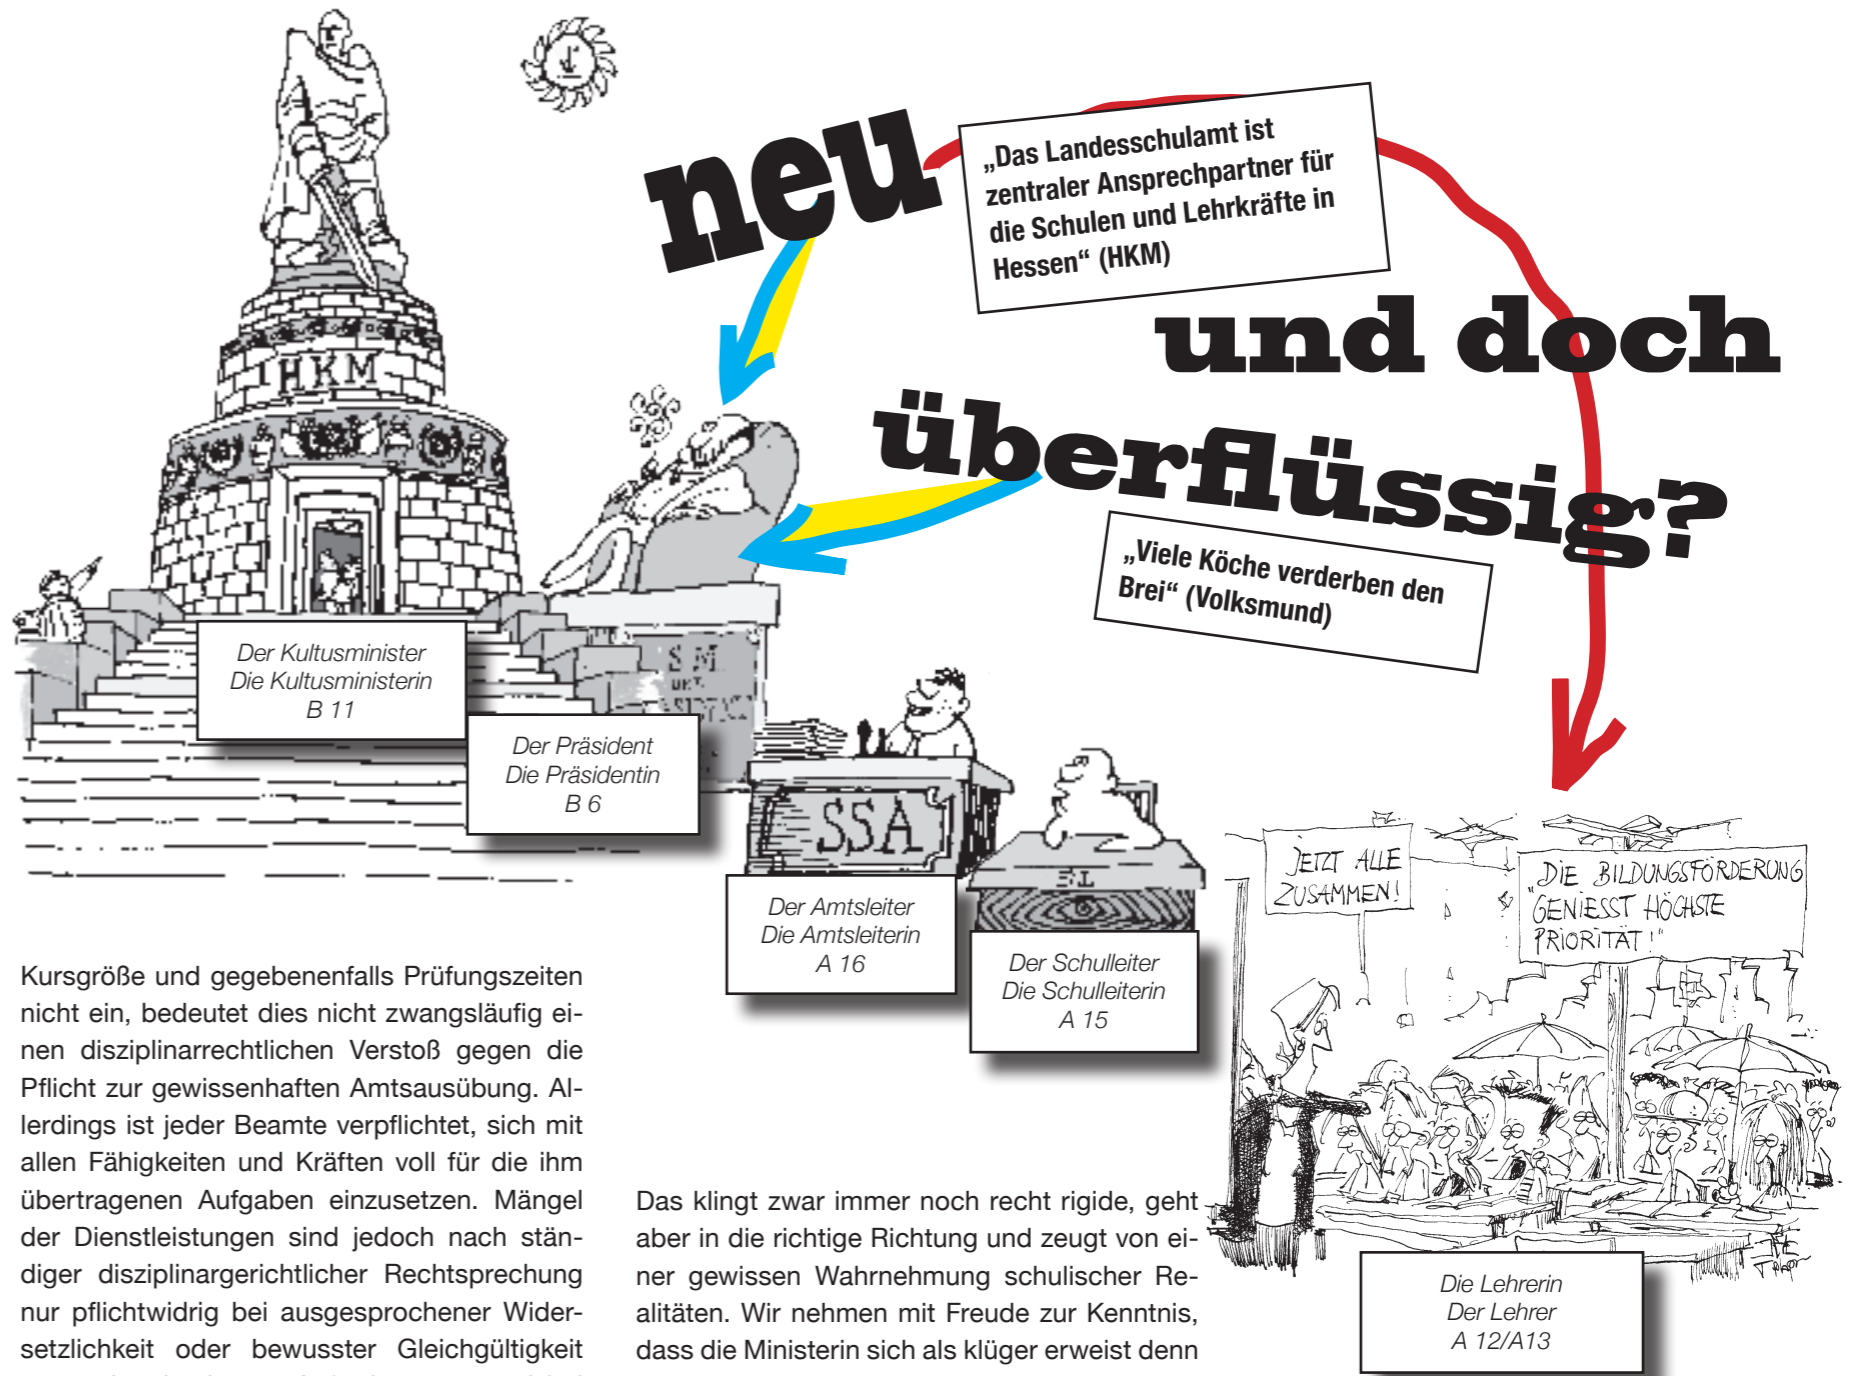 neu
„Das Landesschulamt ist
zentraler Ansprechpartner für
die Schulen und Lehrkräfte in
Hessen“ (HKM)
und doch
überflüssig?
„Viele Köche verderben den
Brei“ (Volksmund)
HKM
Der Kultusminister
Die Kultusministerin
B 11
Der Präsident
Die Präsidentin
B 6
SSA
Der Amtsleiter
Die Amtsleiterin
A 16
Der Schulleiter
Die Schulleiterin
A 15
JETZT ALLE
ZUSAMMEN!
„DIE BILDUNGSFÖRDERUNG
GENIESST HÖCHSTE
PRIORITÄT!“
Die Lehrerin
Der Lehrer
A 12/A13
Kursgröße und gegebenenfalls Prüfungszeiten
nicht ein, bedeutet dies nicht zwangsläufig ei-
nen disziplinarrechtlichen Verstoß gegen die
Pflicht zur gewissenhaften Amtsausübung. Al-
lerdings ist jeder Beamte verpflichtet, sich mit
allen Fähigkeiten und Kräften voll für die ihm
übertragenen Aufgaben einzusetzen. Mängel
der Dienstleistungen sind jedoch nach stän-
diger disziplinargerichtlicher Rechtsprechung
nur pflichtwidrig bei ausgesprochener Wider-
setzlichkeit oder bewusster Gleichgültigkeit
Das klingt zwar immer noch recht rigide, geht
aber in die richtige Richtung und zeugt von ei-
ner gewissen Wahrnehmung schulischer Re-
alitäten. Wir nehmen mit Freude zur Kenntnis,
dass die Ministerin sich als klüger erweist denn